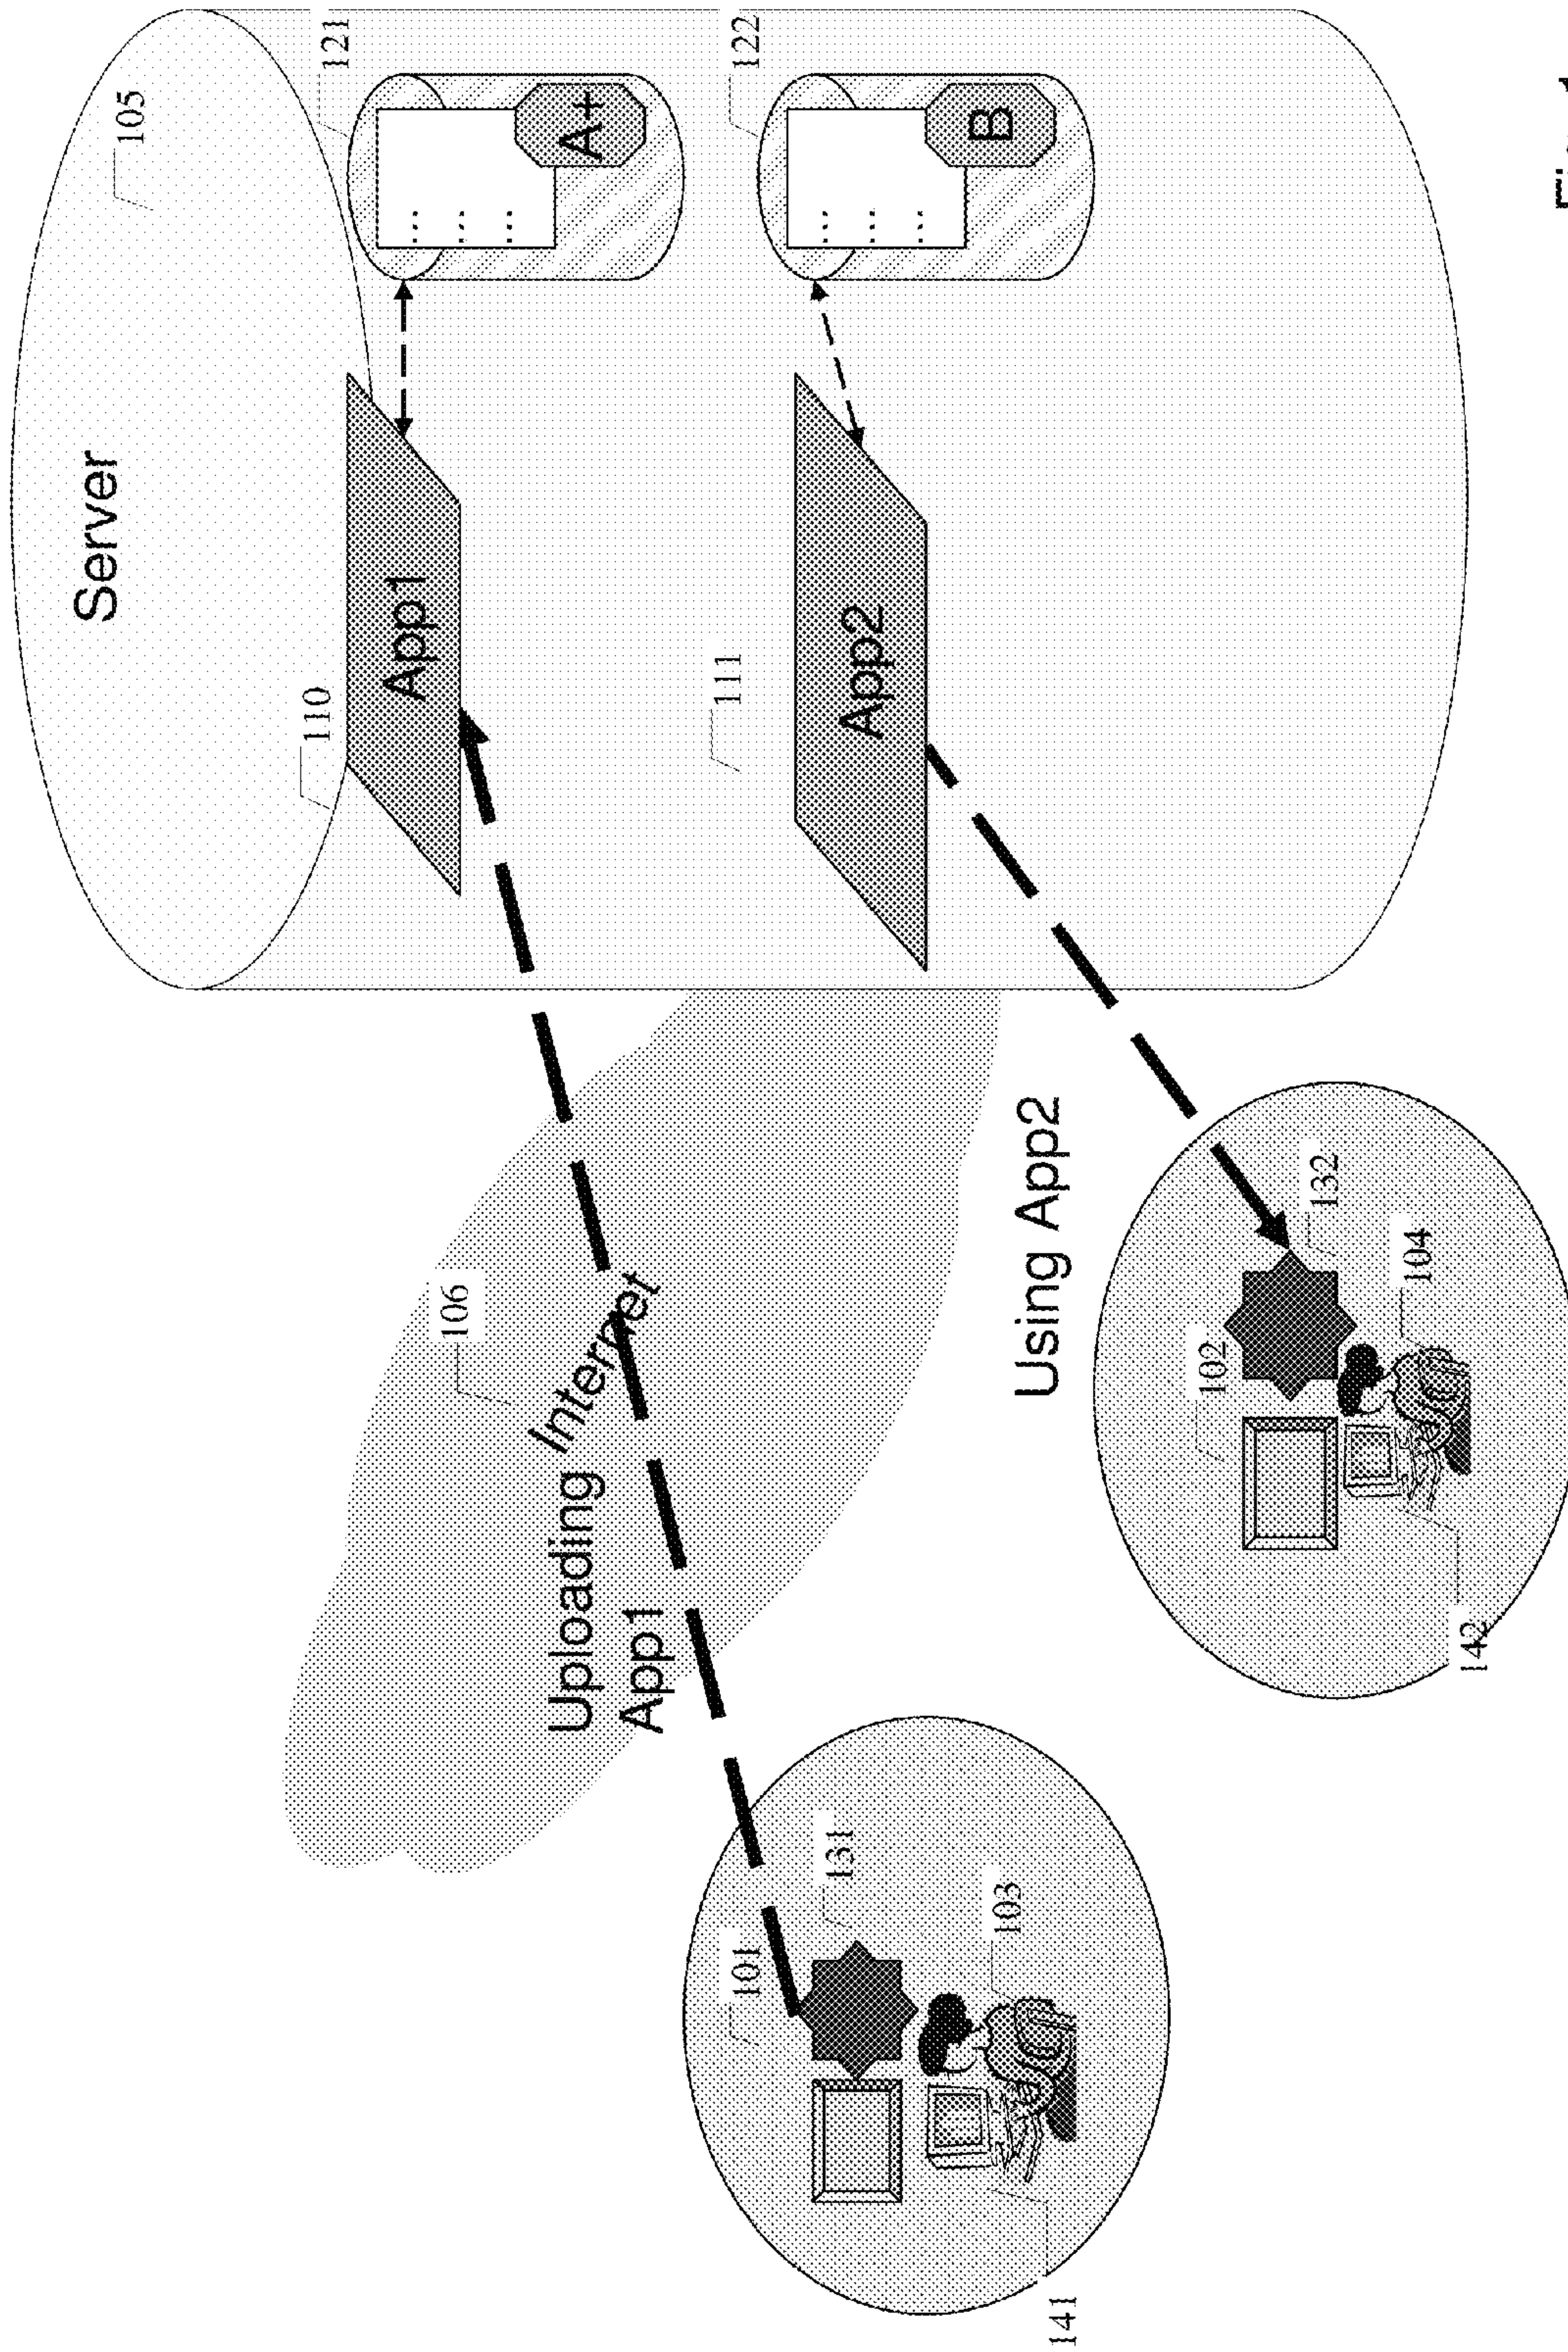 Server
105
110
App1
121
...
...
...
A+
106
Internet
Uploading
App1
111
App2
122
...
...
...
B
101
131
103
141
Using App2
102
132
104
142